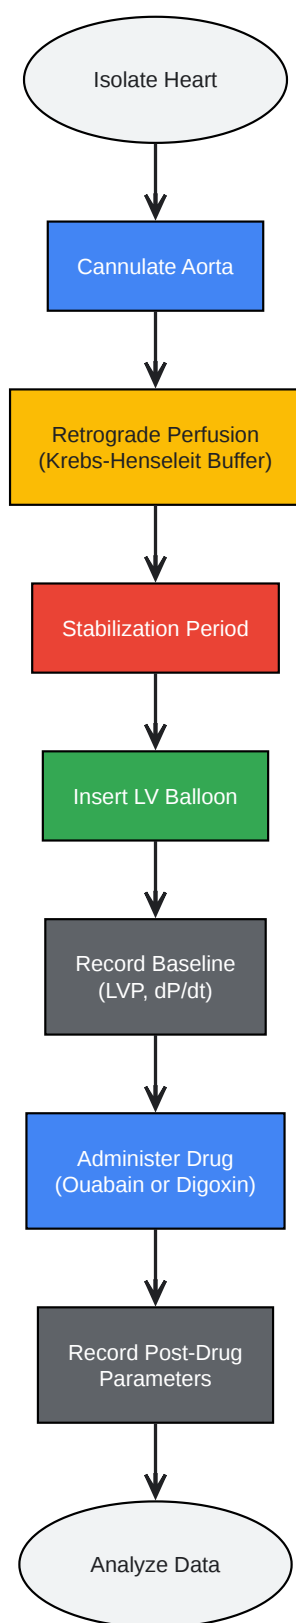 Isolate Heart
Cannulate Aorta
Retrograde Perfusion
(Krebs-Henseleit Buffer)
Stabilization Period
Insert LV Balloon
Record Baseline
(LVP, dP/dt)
Administer Drug
(Ouabain or Digoxin)
Record Post-Drug
Parameters
Analyze Data